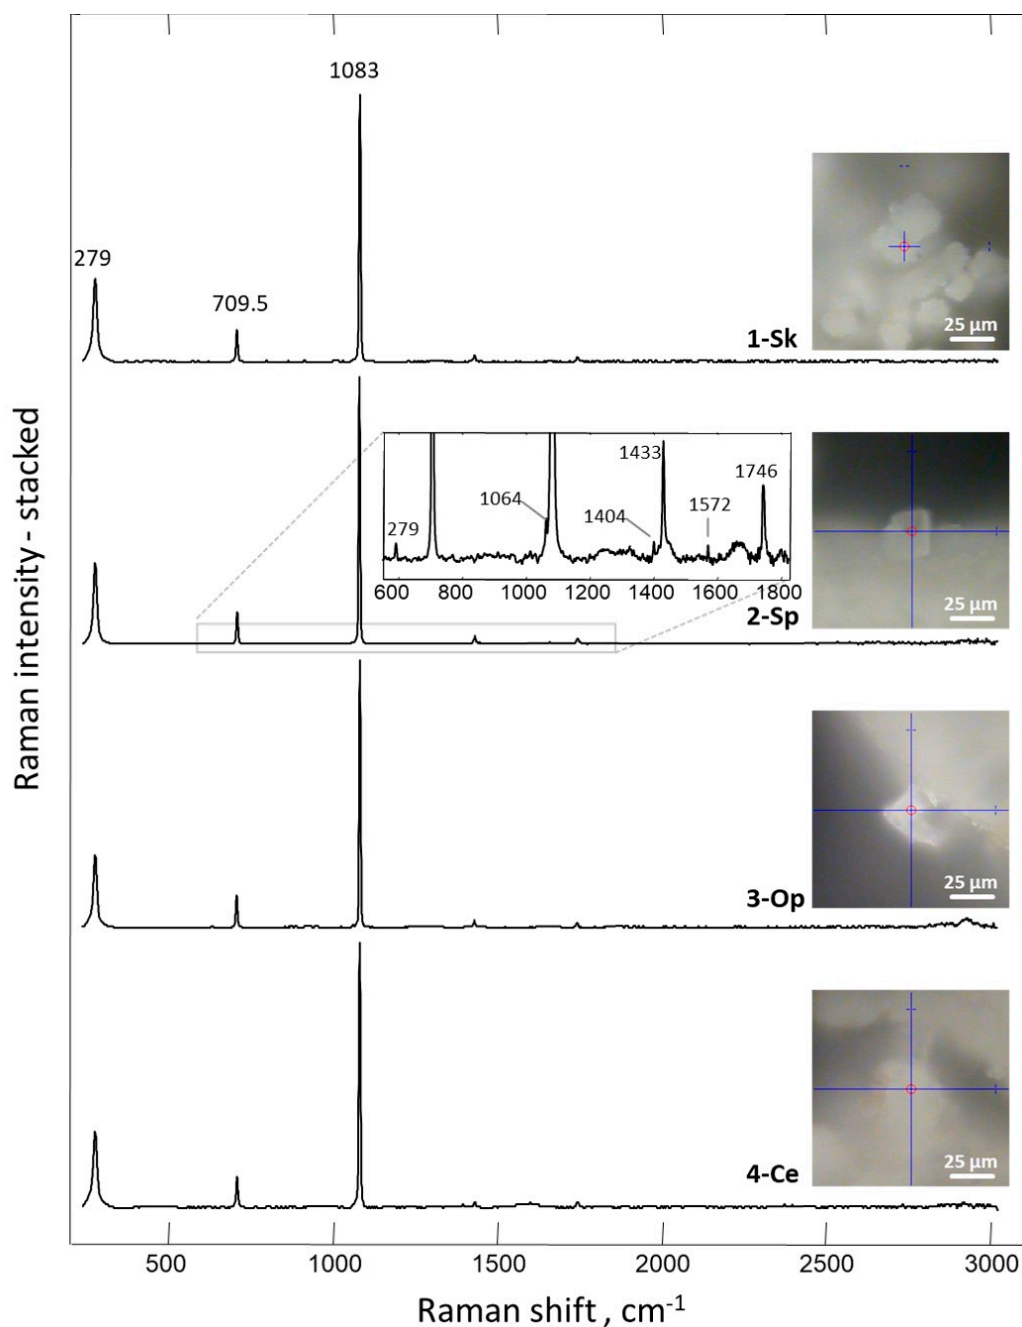 1083
279
709.5
1-Sk
25 µm
Raman intensity - stacked
1433
1746
1064
1572
1404
279
600 800 1000 1200 1400 1600 1800
2-Sp
25 µm
3-Op
25 µm
4-Ce
25 µm
500 1000 1500 2000 2500 3000
Raman shift , cm⁻¹